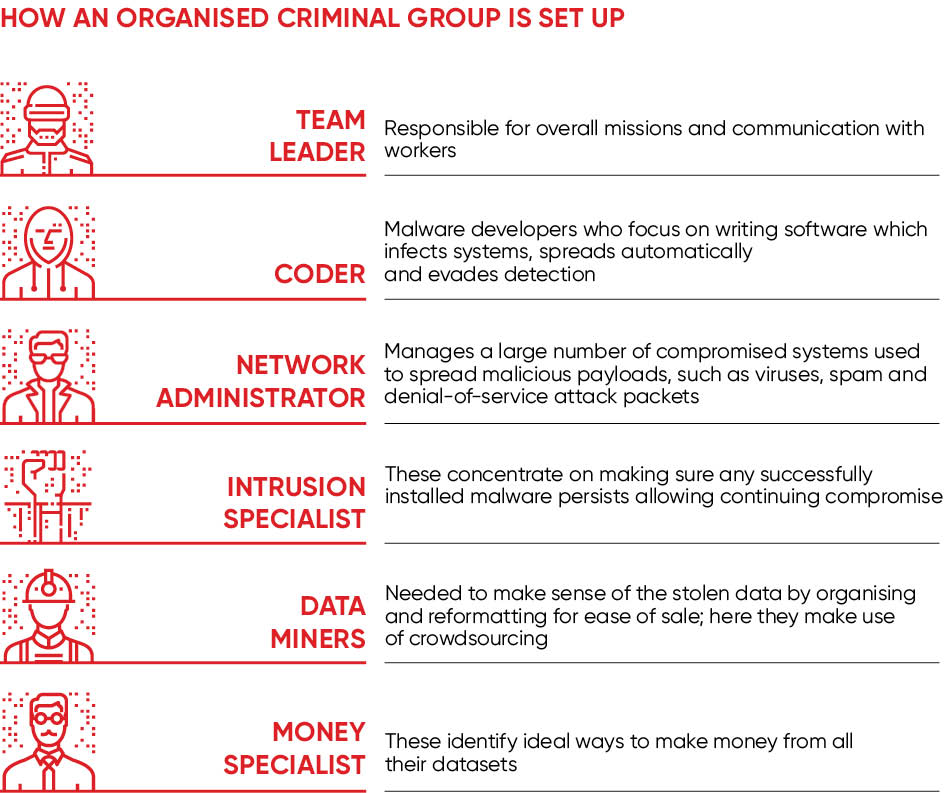 HOW AN ORGANISED CRIMINAL GROUP IS SET UP
TEAM
LEADER
Responsible for overall missions and communication with
workers
CODER
Malware developers who focus on writing software which
infects systems, spreads automatically
and evades detection
NETWORK
ADMINISTRATOR
Manages a large number of compromised systems used
to spread malicious payloads, such as viruses, spam and
denial-of-service attack packets
INTRUSION
SPECIALIST
These concentrate on making sure any successfully
installed malware persists allowing continuing compromise
DATA
MINERS
Needed to make sense of the stolen data by organising
and reformatting for ease of sale; here they make use
of crowdsourcing
MONEY
SPECIALIST
These identify ideal ways to make money from all
their datasets